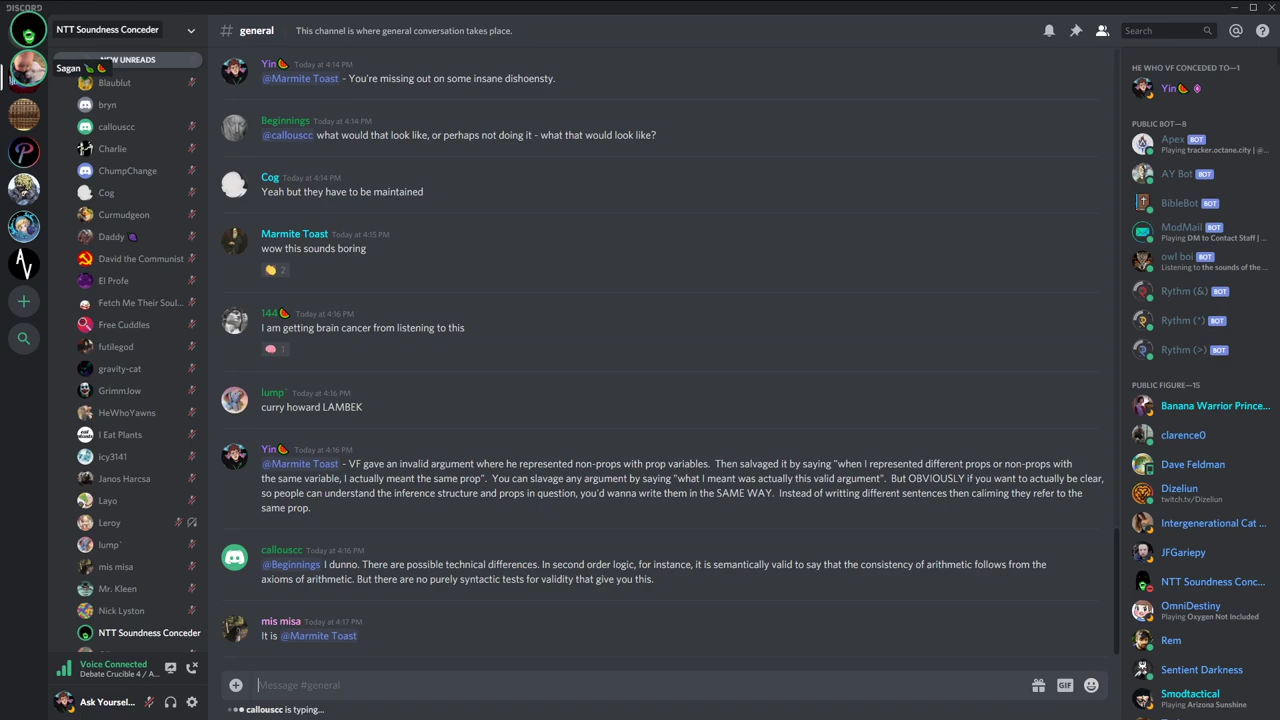 DISCORD
NTT Soundness Conceder
NEW UNREADS
Sagan
Blaublut
bryn
callouscc
Charlie
ChumpChange
Cog
Curmudgeon
Daddy
David the Communist
El Profe
Fetch Me Their Soul...
Free Cuddles
futilegod
gravity-cat
GrimmJow
HeWhoYawns
I Eat Plants
icy3141
Janos Harcsa
Layo
Leroy
lump`
mis misa
Mr. Kleen
Nick Lyston
NTT Soundness Conceder
Voice Connected
Debate Crucible 4 / A...
Ask Yoursel...
# general
This channel is where general conversation takes place.
Search
Yin Today at 4:14 PM
@Marmite Toast - You're missing out on some insane dishoensty.
Beginnings Today at 4:14 PM
@callouscc what would that look like, or perhaps not doing it - what that would look like?
Cog Today at 4:14 PM
Yeah but they have to be maintained
Marmite Toast Today at 4:15 PM
wow this sounds boring
2
144 Today at 4:16 PM
I am getting brain cancer from listening to this
1
lump` Today at 4:16 PM
curry howard LAMBEK
Yin Today at 4:16 PM
@Marmite Toast - VF gave an invalid argument where he represented non-props with prop variables. Then salvaged it by saying "when I represented different props or non-props with
the same variable, I actually meant the same prop". You can slavage any argument by saying "what I meant was actually this valid argument". But OBVIOUSLY if you want to actually be clear,
so people can understand the inference structure and props in question, you'd wanna write them in the SAME WAY. Instead of writting different sentences then caliming they refer to the
same prop.
callouscc Today at 4:16 PM
@Beginnings I dunno. There are possible technical differences. In second order logic, for instance, it is semantically valid to say that the consistency of arithmetic follows from the
axioms of arithmetic. But there are no purely syntactic tests for validity that give you this.
mis misa Today at 4:17 PM
It is @Marmite Toast
Message #general
GIF
callouscc is typing...
HE WHO VF CONCEDED TO—1
Yin
PUBLIC BOT—8
Apex BOT
Playing tracker.octane.city | @...
AY Bot BOT
BibleBot BOT
ModMail BOT
Playing DM to Contact Staff | ...
owl boi BOT
Listening to the sounds of the ...
Rythm (&) BOT
Rythm (*) BOT
Rythm (>) BOT
PUBLIC FIGURE—15
Banana Warrior Prince...
clarence0
Dave Feldman
Dizeliun
twitch.tv/Dizeliun
Intergenerational Cat ...
JFGariepy
NTT Soundness Conc...
OmniDestiny
Playing Oxygen Not Included
Rem
Sentient Darkness
Smodtactical
Playing Arizona Sunshine